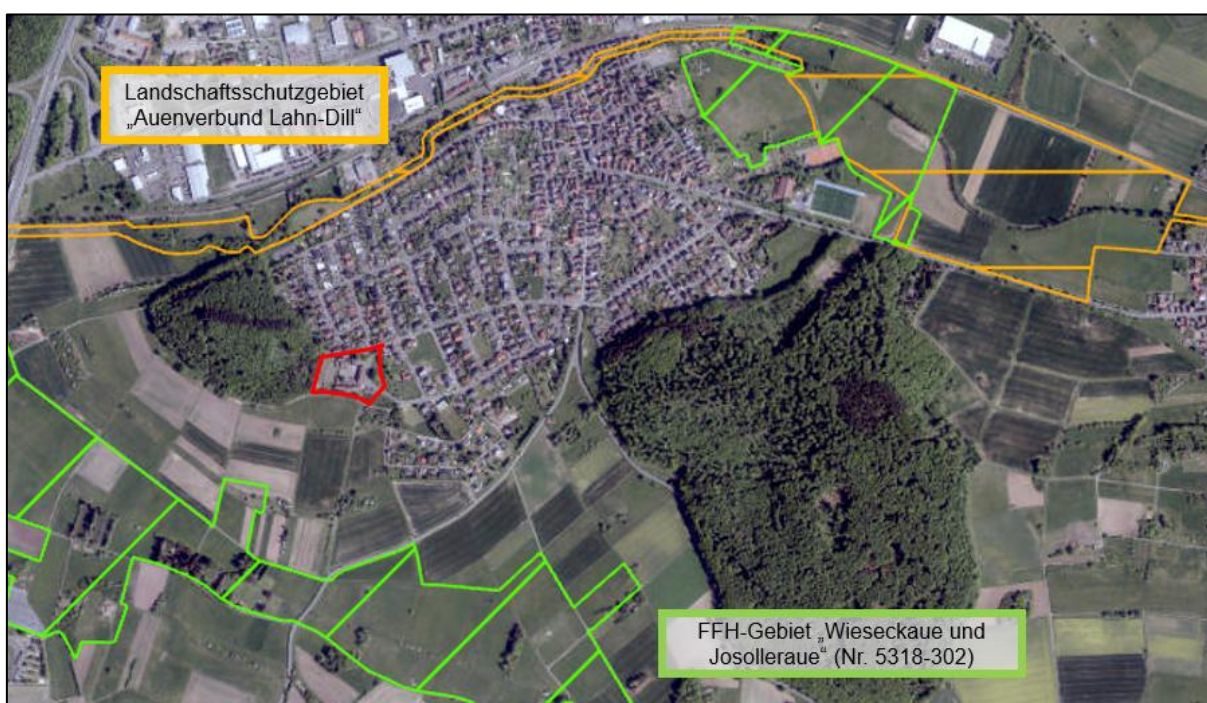 Landschaftsschutzgebiet
„Auenverbund Lahn-Dill“
FFH-Gebiet „Wieseckaue und
Josolleraue“ (Nr. 5318-302)